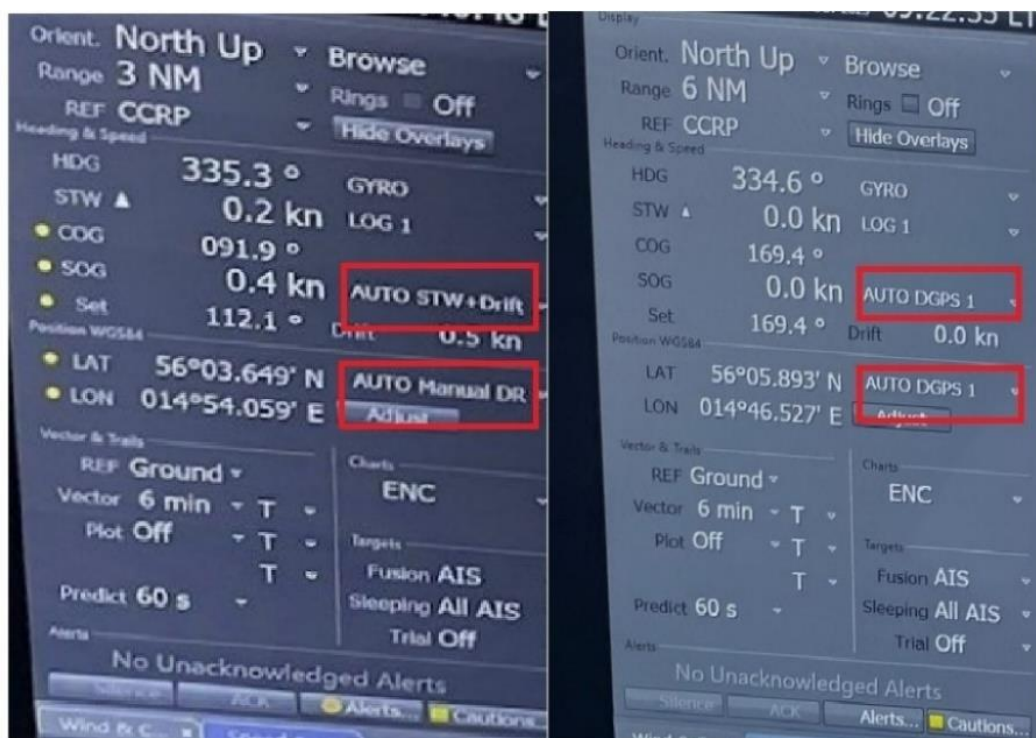 Orient. North Up Browse
Range 3 NM Rings Off
REF CCRP Hide Overlays
Heading & Speed
HDG 335.3 ° GYRO
STW 0.2 kn LOG 1
COG 091.9 °
SOG 0.4 kn AUTO STW+Drift
Set 112.1 ° Drift 0.5 kn
Position WGS84
LAT 56°03.649' N AUTO Manual DR
LON 014°54.059' E Adjust
Vector & Trails
REF Ground Charts
Vector 6 min T ENC
Plot Off T Targets
T Fusion AIS
Predict 60 s Sleeping All AIS
Trial Off
Alerts
No Unacknowledged Alerts
Silence ACK Alerts... Cautions...
Wind & C...
Display
Orient. North Up Browse
Range 6 NM Rings Off
REF CCRP Hide Overlays
Heading & Speed
HDG 334.6 ° GYRO
STW 0.0 kn LOG 1
COG 169.4 °
SOG 0.0 kn AUTO DGPS 1
Set 169.4 ° Drift 0.0 kn
Position WGS84
LAT 56°05.893' N AUTO DGPS 1
LON 014°46.527' E Adjust
Vector & Trails
REF Ground Charts
Vector 6 min T ENC
Plot Off T Targets
T Fusion AIS
Predict 60 s Sleeping All AIS
Trial Off
Alerts
No Unacknowledged Alerts
Silence ACK Alerts... Cautions...